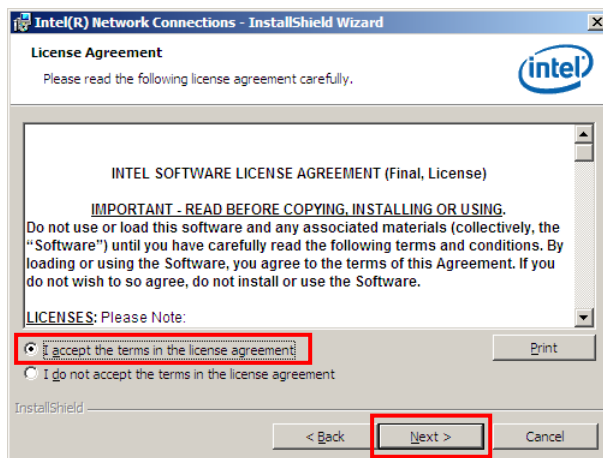 Intel(R) Network Connections - InstallShield Wizard
License Agreement
Please read the following license agreement carefully.
intel
INTEL SOFTWARE LICENSE AGREEMENT (Final, License)
IMPORTANT - READ BEFORE COPYING, INSTALLING OR USING.
Do not use or load this software and any associated materials (collectively, the
“Software”) until you have carefully read the following terms and conditions. By
loading or using the Software, you agree to the terms of this Agreement. If you
do not wish to so agree, do not install or use the Software.
LICENSES: Please Note:
I accept the terms in the license agreement
Print
I do not accept the terms in the license agreement
InstallShield
< Back
Next >
Cancel